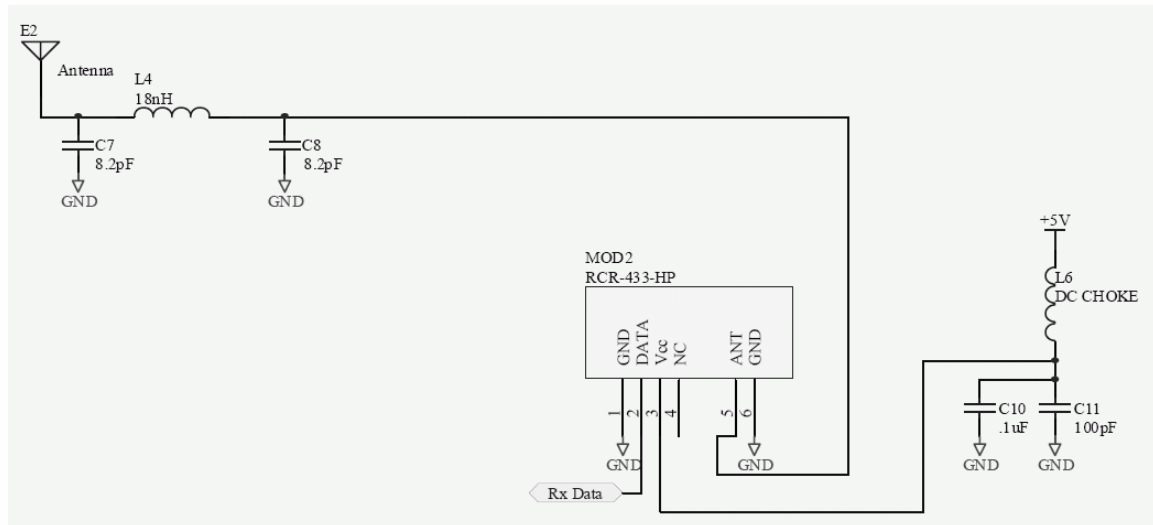 E2
Antenna
L4
18nH
C7
8.2pF
GND
C8
8.2pF
GND
+5V
L6
DC CHOKE
MOD2
RCR-433-HP
GND
DATA
Vcc
NC
ANT
GND
1
2
3
4
5
6
GND
GND
C10
.1uF
GND
C11
100pF
GND
Rx Data